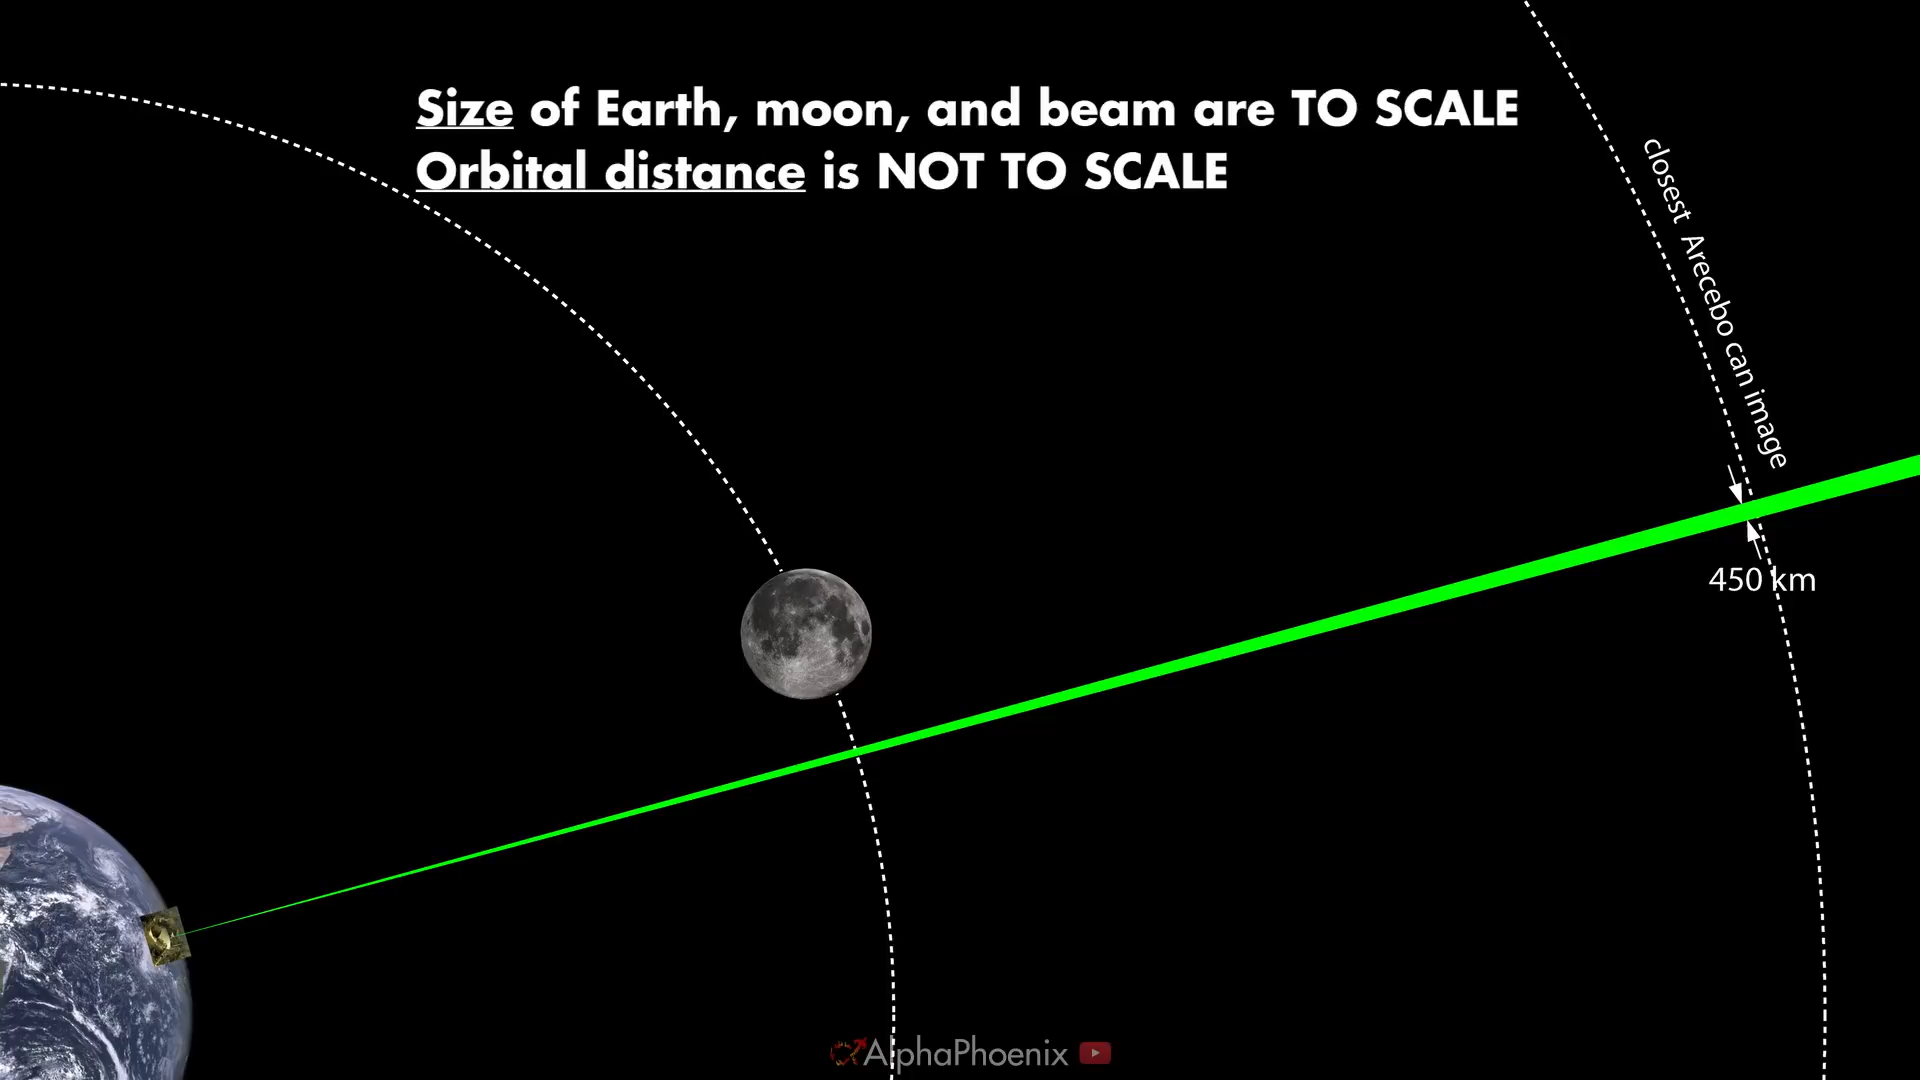 Size of Earth, moon, and beam are TO SCALE
Orbital distance is NOT TO SCALE
closest Arecebo can image
450 km
AlphaPhoenix